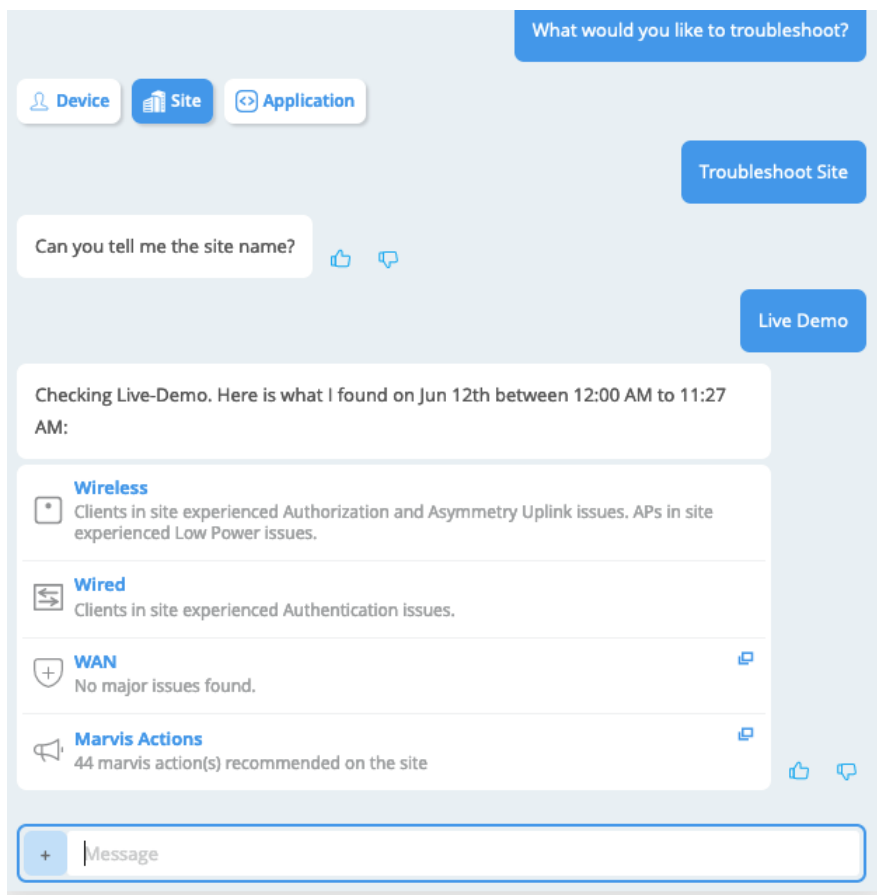 What would you like to troubleshoot?
Device
Site
Application
Troubleshoot Site
Can you tell me the site name?
Live Demo
Checking Live-Demo. Here is what I found on Jun 12th between 12:00 AM to 11:27
AM:
Wireless
Clients in site experienced Authorization and Asymmetry Uplink issues. APs in site
experienced Low Power issues.
Wired
Clients in site experienced Authentication issues.
WAN
No major issues found.
Marvis Actions
44 marvis action(s) recommended on the site
+ Message